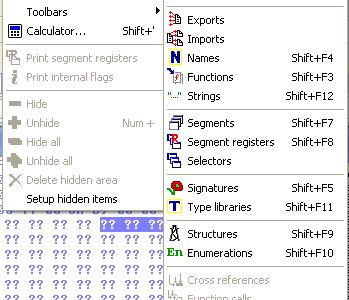 Toolbars
Calculator... Shift+'
Print segment registers
Print internal flags
Hide
Unhide Num +
Hide all
Unhide all
Delete hidden area
Setup hidden items
Exports
Imports
Names Shift+F4
Functions Shift+F3
Strings Shift+F12
Segments Shift+F7
Segment registers Shift+F8
Selectors
Signatures Shift+F5
Type libraries Shift+F11
Structures Shift+F9
Enumerations Shift+F10
Cross references
Function calls
?? ?? ?? ?? ?? ?? ??
?? ?? ?? ?? ?? ?? ??
?? ?? ?? ?? ?? ?? ??
?? ?? ?? ?? ?? ?? ??
?? ?? ?? ?? ?? ?? ??